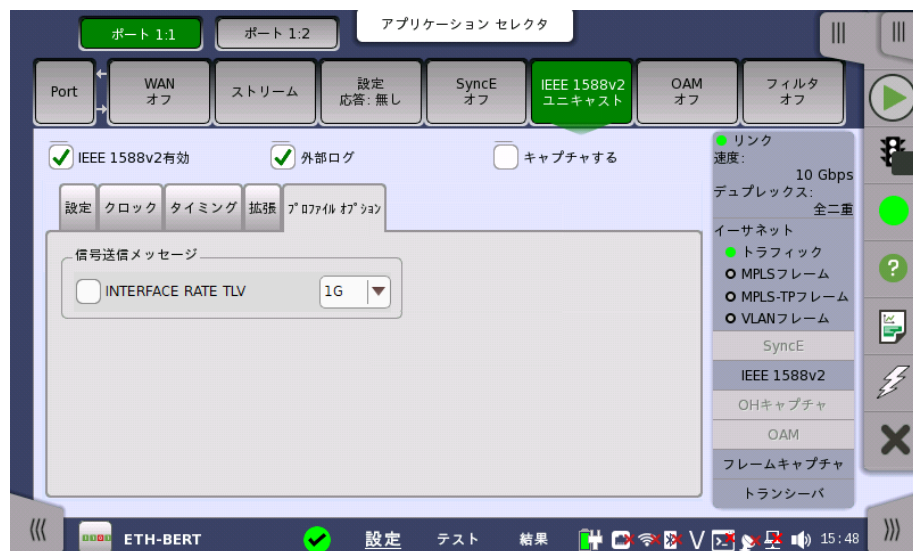 アプリケーション セレクタ
ポート 1:1
ポート 1:2
Port
WAN
オフ
ストリーム
設定
応答: 無し
SyncE
オフ
IEEE 1588v2
ユニキャスト
OAM
オフ
フィルタ
オフ
IEEE 1588v2有効
外部ログ
キャプチャする
設定
クロック
タイミング
拡張
ﾌﾟﾛﾌｧｲﾙ ｵﾌﾟｼｮﾝ
信号送信メッセージ
INTERFACE RATE TLV
1G
リンク
速度:
10 Gbps
デュプレックス:
全二重
イーサネット
トラフィック
MPLSフレーム
MPLS-TPフレーム
VLANフレーム
SyncE
IEEE 1588v2
OHキャプチャ
OAM
フレームキャプチャ
トランシーバ
ETH-BERT
設定
テスト
結果
V
15:48